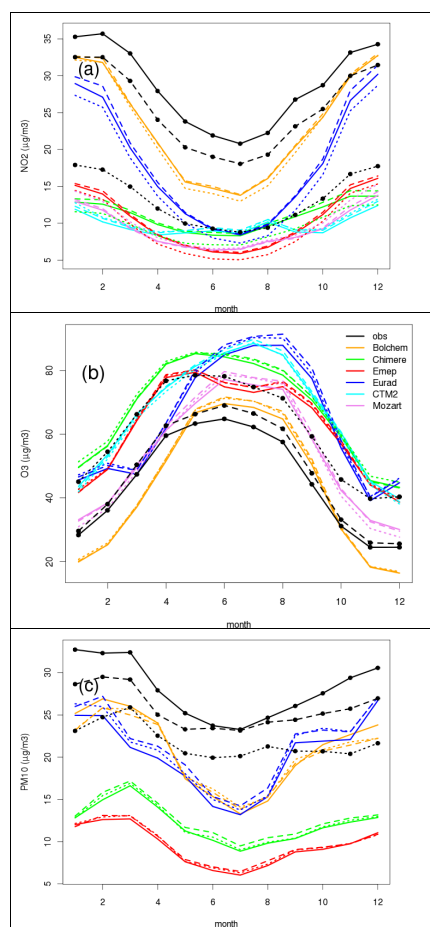 (a)
NO2 (µg/m3)
35
30
25
20
15
10
5
2 4 6 8 10 12
month
(b)
obs
Bolchem
Chimere
Emep
Eurad
CTM2
Mozart
O3 (µg/m3)
80
60
40
20
2 4 6 8 10 12
month
(c)
PM10 (µg/m3)
30
25
20
15
10
5
2 4 6 8 10 12
month